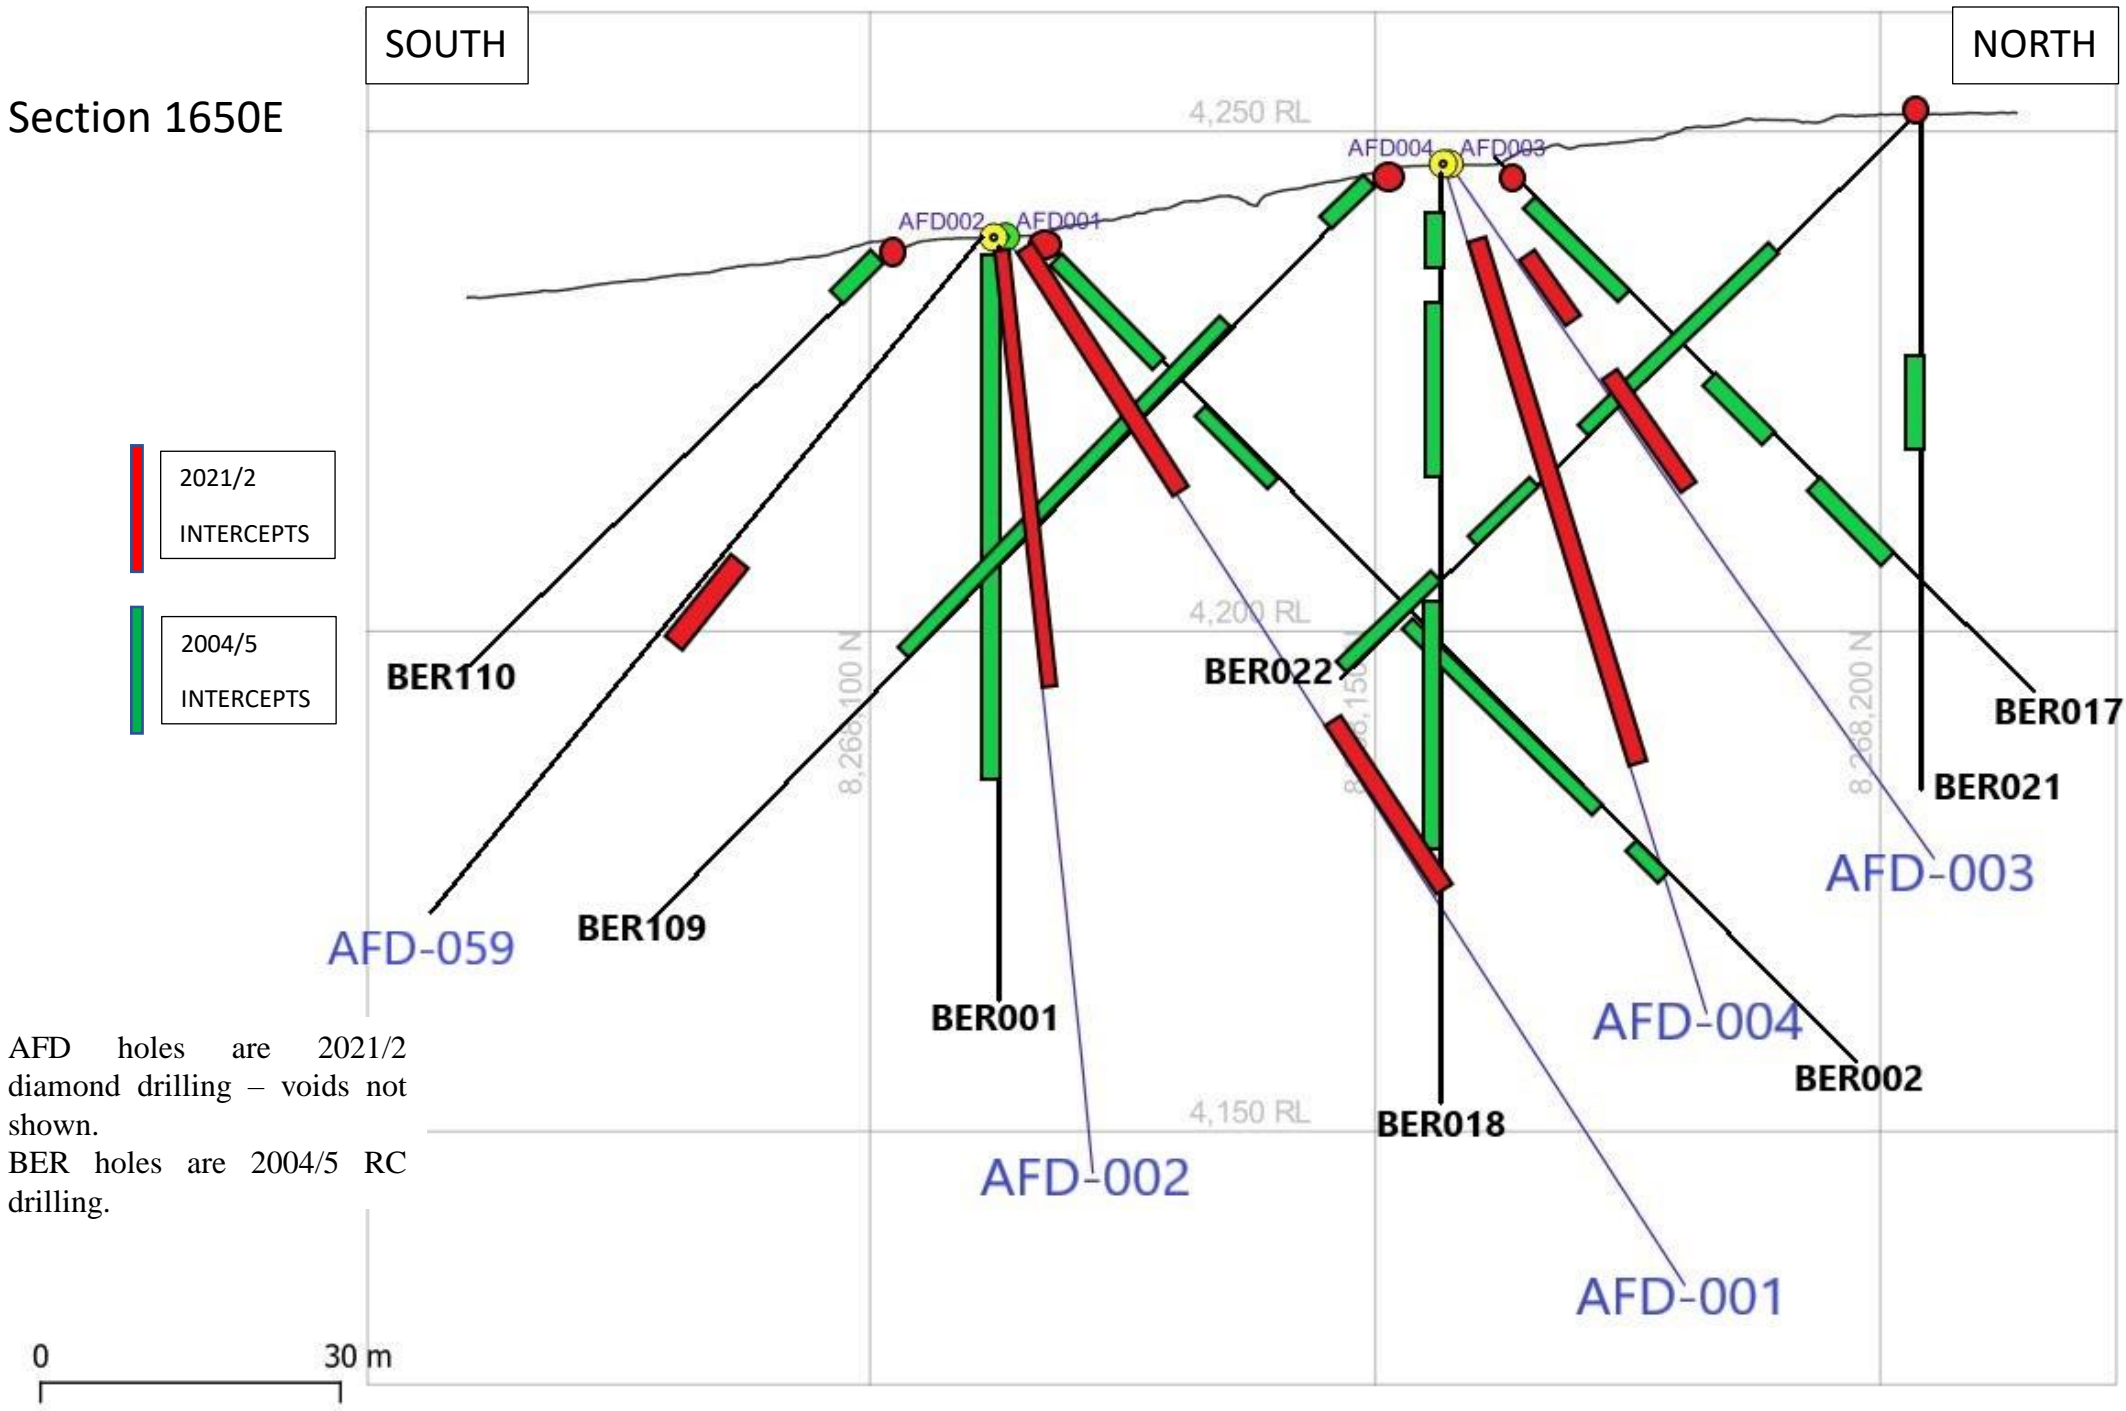 SOUTH
NORTH
Section 1650E
4,250 RL
AFD004
AFD003
AFD002
AFD001
2021/2
INTERCEPTS
2004/5
INTERCEPTS
4,200 RL
8,268,100 N
8,268,200 N
BER110
BER022
BER017
BER021
AFD-003
AFD-059
BER109
BER001
AFD-004
BER002
BER018
4,150 RL
AFD-002
AFD-001
AFD holes are 2021/2
diamond drilling – voids not
shown.
BER holes are 2004/5 RC
drilling.
0 30 m